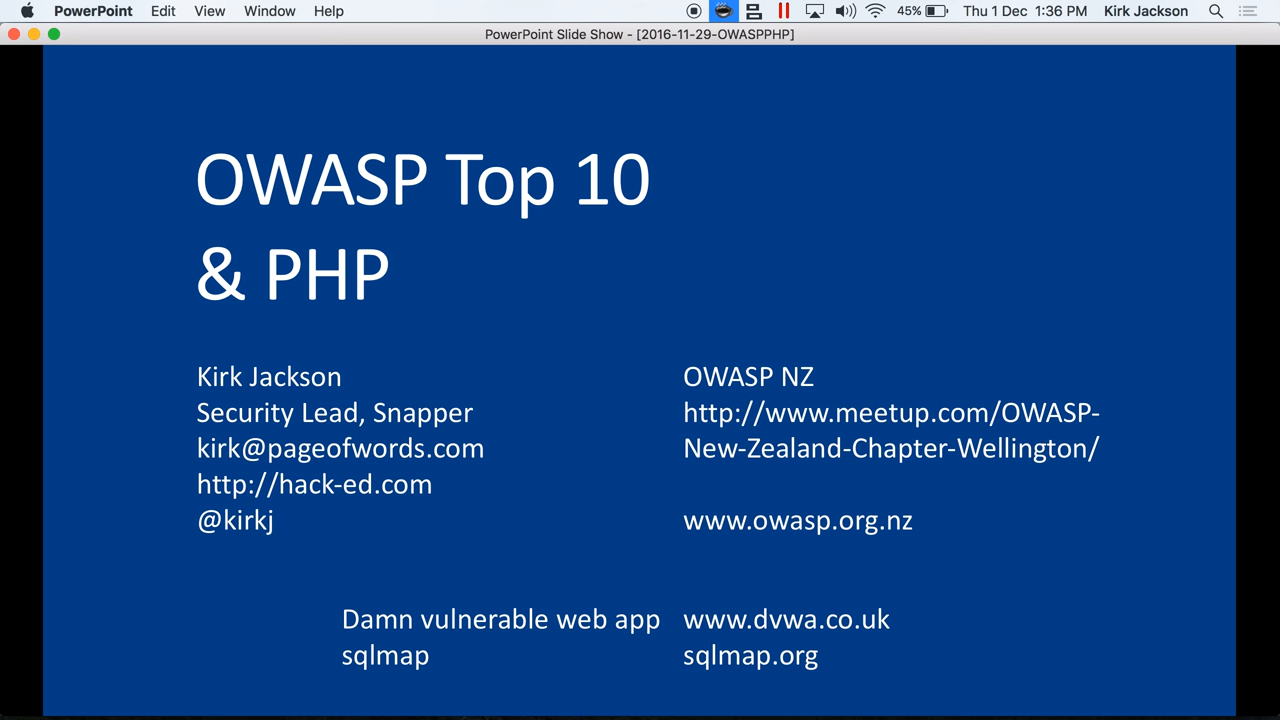 PowerPoint Edit View Window Help 45% Thu 1 Dec 1:36 PM Kirk Jackson
PowerPoint Slide Show - [2016-11-29-OWASPPHP]
OWASP Top 10
& PHP
Kirk Jackson
Security Lead, Snapper
kirk@pageofwords.com
http://hack-ed.com
@kirkj
OWASP NZ
http://www.meetup.com/OWASP-
New-Zealand-Chapter-Wellington/
www.owasp.org.nz
Damn vulnerable web app www.dvwa.co.uk
sqlmap sqlmap.org